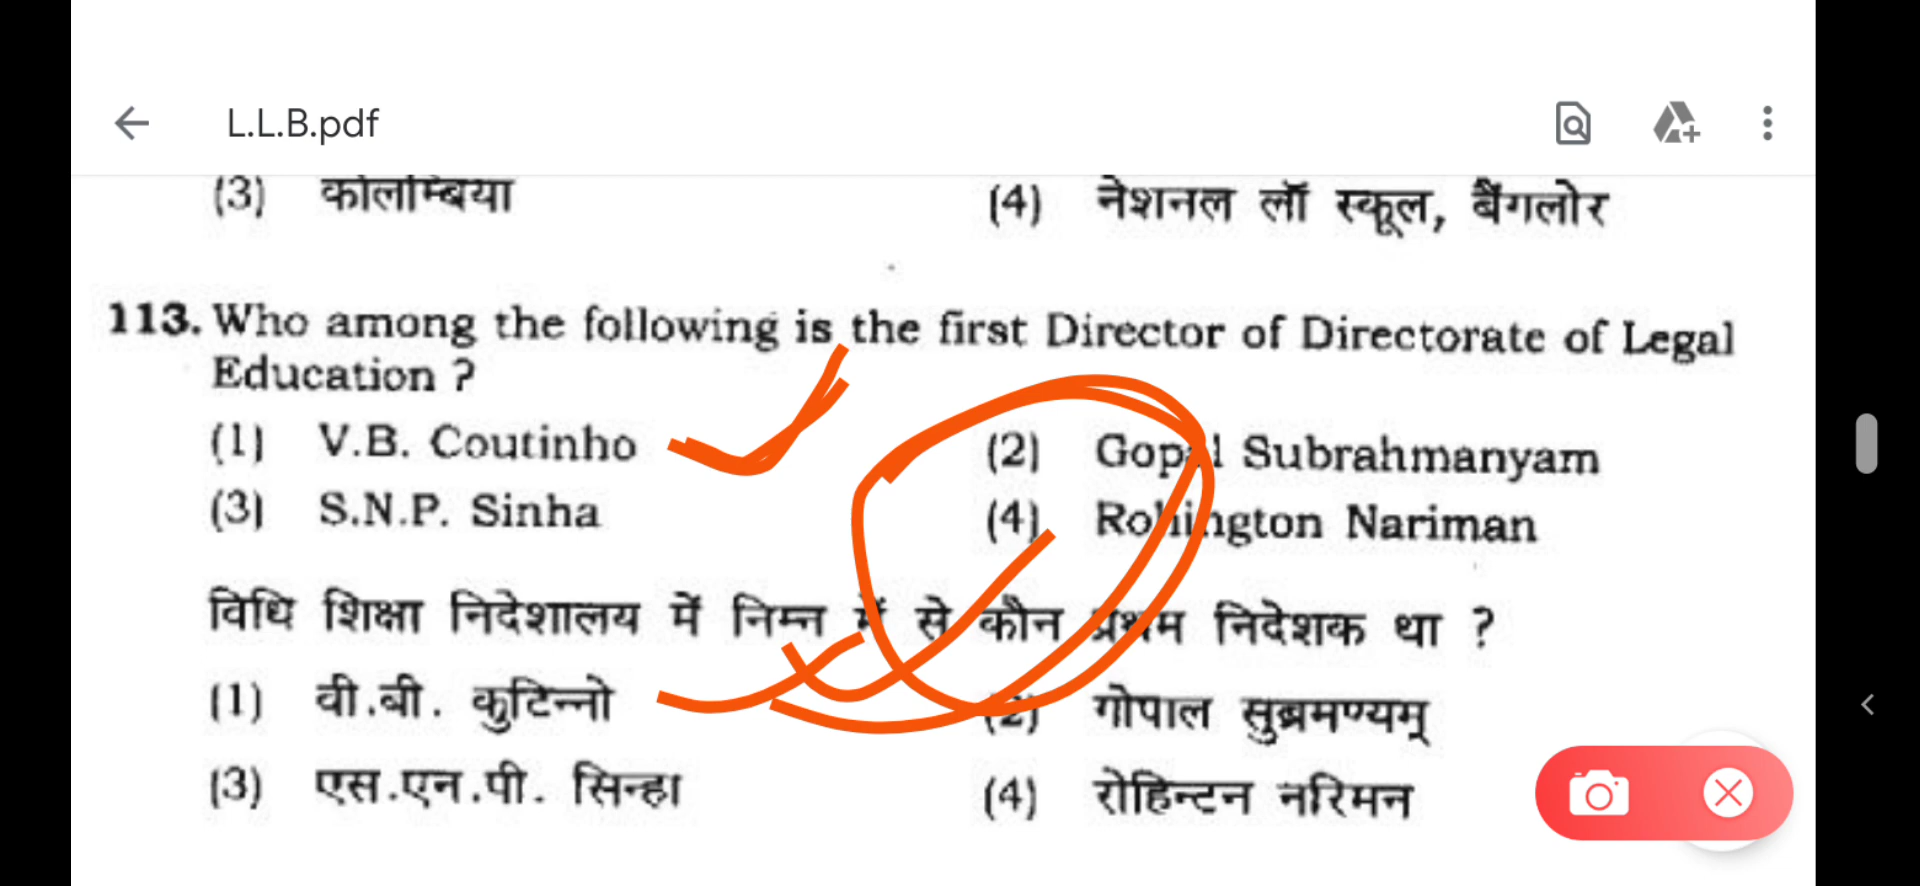 L.L.B.pdf
(3) कोलम्बिया (4) नेशनल लॉ स्कूल, बैंगलोर
113. Who among the following is the first Director of Directorate of Legal
Education ?
(1) V.B. Coutinho (2) Gopal Subrahmanyam
(3) S.N.P. Sinha (4) Rohington Nariman
विधि शिक्षा निदेशालय में निम्न में से कौन प्रथम निदेशक था ?
(1) वी.बी. कुटिन्नो (2) गोपाल सुब्रमण्यम्
(3) एस.एन.पी. सिन्हा (4) रोहिन्टन नरिमन